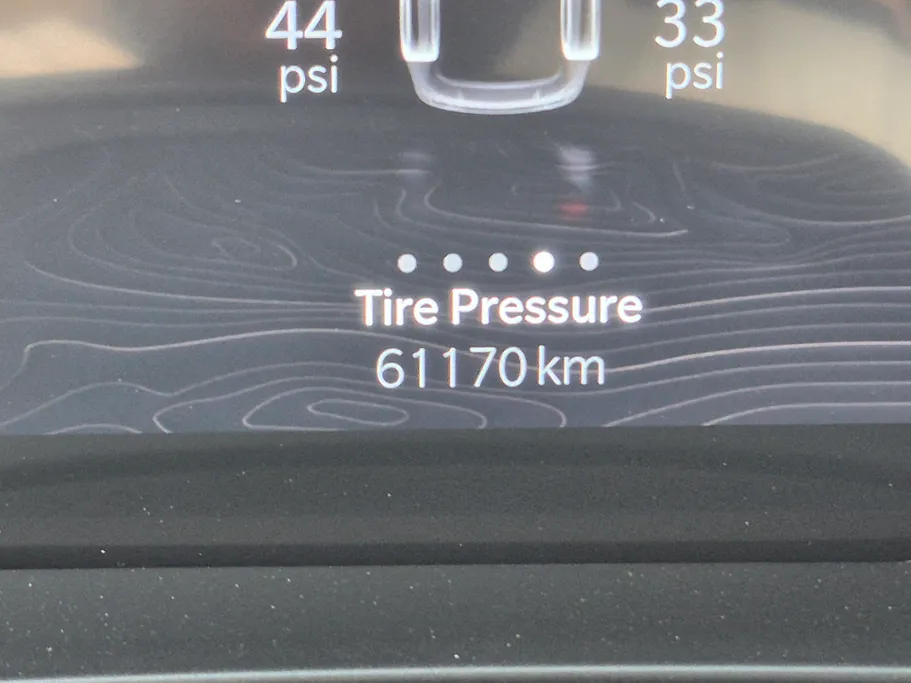 44 33
psi psi
Tire Pressure
61170 km